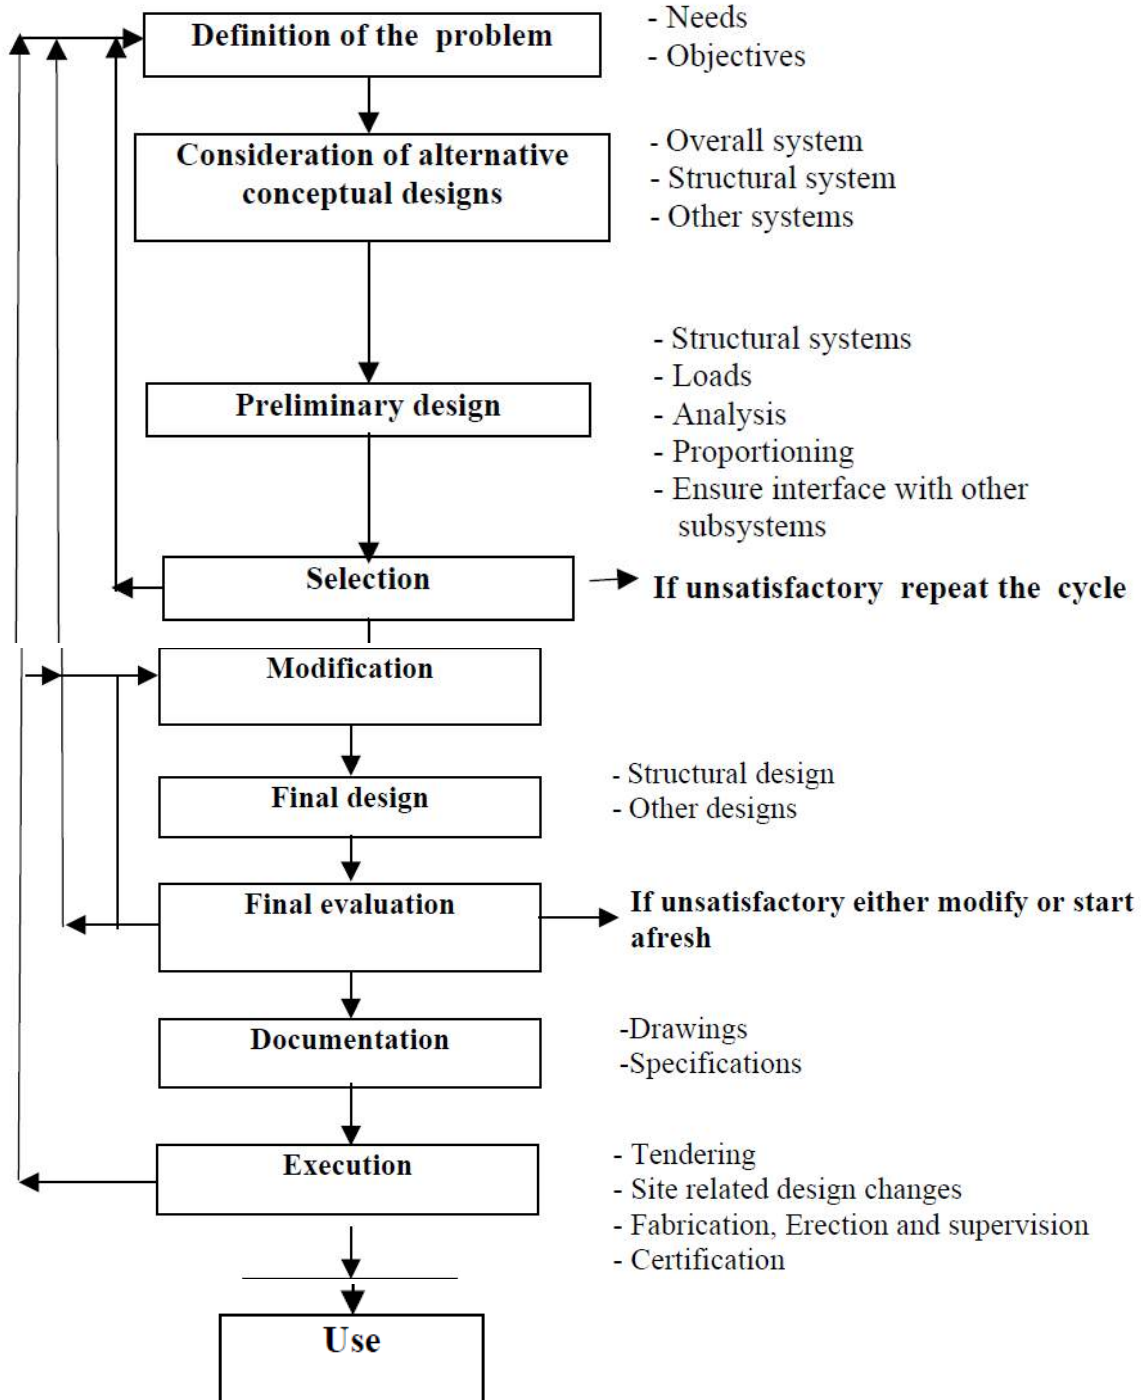 Definition of the problem
- Needs
- Objectives
Consideration of alternative
conceptual designs
- Overall system
- Structural system
- Other systems
Preliminary design
- Structural systems
- Loads
- Analysis
- Proportioning
- Ensure interface with other
subsystems
Selection
If unsatisfactory repeat the cycle
Modification
Final design
- Structural design
- Other designs
Final evaluation
If unsatisfactory either modify or start
afresh
Documentation
-Drawings
-Specifications
Execution
- Tendering
- Site related design changes
- Fabrication, Erection and supervision
- Certification
Use